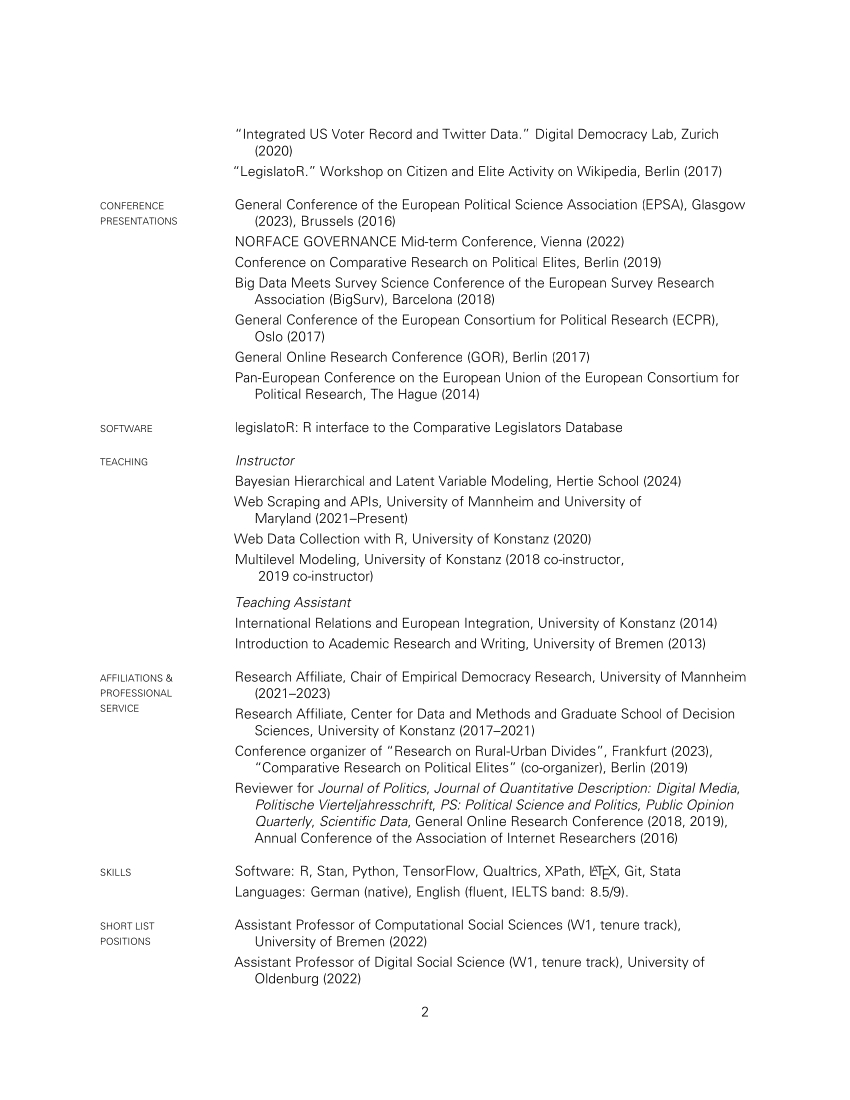 “Integrated US Voter Record and Twitter Data.” Digital Democracy Lab, Zurich
(2020)
“LegislatoR.” Workshop on Citizen and Elite Activity on Wikipedia, Berlin (2017)
CONFERENCE
PRESENTATIONS
General Conference of the European Political Science Association (EPSA), Glasgow
(2023), Brussels (2016)
NORFACE GOVERNANCE Mid-term Conference, Vienna (2022)
Conference on Comparative Research on Political Elites, Berlin (2019)
Big Data Meets Survey Science Conference of the European Survey Research
Association (BigSurv), Barcelona (2018)
General Conference of the European Consortium for Political Research (ECPR),
Oslo (2017)
General Online Research Conference (GOR), Berlin (2017)
Pan-European Conference on the European Union of the European Consortium for
Political Research, The Hague (2014)
SOFTWARE
legislatoR: R interface to the Comparative Legislators Database
TEACHING
Instructor
Bayesian Hierarchical and Latent Variable Modeling, Hertie School (2024)
Web Scraping and APIs, University of Mannheim and University of
Maryland (2021–Present)
Web Data Collection with R, University of Konstanz (2020)
Multilevel Modeling, University of Konstanz (2018 co-instructor,
2019 co-instructor)
Teaching Assistant
International Relations and European Integration, University of Konstanz (2014)
Introduction to Academic Research and Writing, University of Bremen (2013)
AFFILIATIONS &
PROFESSIONAL
SERVICE
Research Affiliate, Chair of Empirical Democracy Research, University of Mannheim
(2021–2023)
Research Affiliate, Center for Data and Methods and Graduate School of Decision
Sciences, University of Konstanz (2017–2021)
Conference organizer of “Research on Rural-Urban Divides”, Frankfurt (2023),
“Comparative Research on Political Elites” (co-organizer), Berlin (2019)
Reviewer for Journal of Politics, Journal of Quantitative Description: Digital Media,
Politische Vierteljahresschrift, PS: Political Science and Politics, Public Opinion
Quarterly, Scientific Data, General Online Research Conference (2018, 2019),
Annual Conference of the Association of Internet Researchers (2016)
SKILLS
Software: R, Stan, Python, TensorFlow, Qualtrics, XPath, LATEX, Git, Stata
Languages: German (native), English (fluent, IELTS band: 8.5/9).
SHORT LIST
POSITIONS
Assistant Professor of Computational Social Sciences (W1, tenure track),
University of Bremen (2022)
Assistant Professor of Digital Social Science (W1, tenure track), University of
Oldenburg (2022)
2